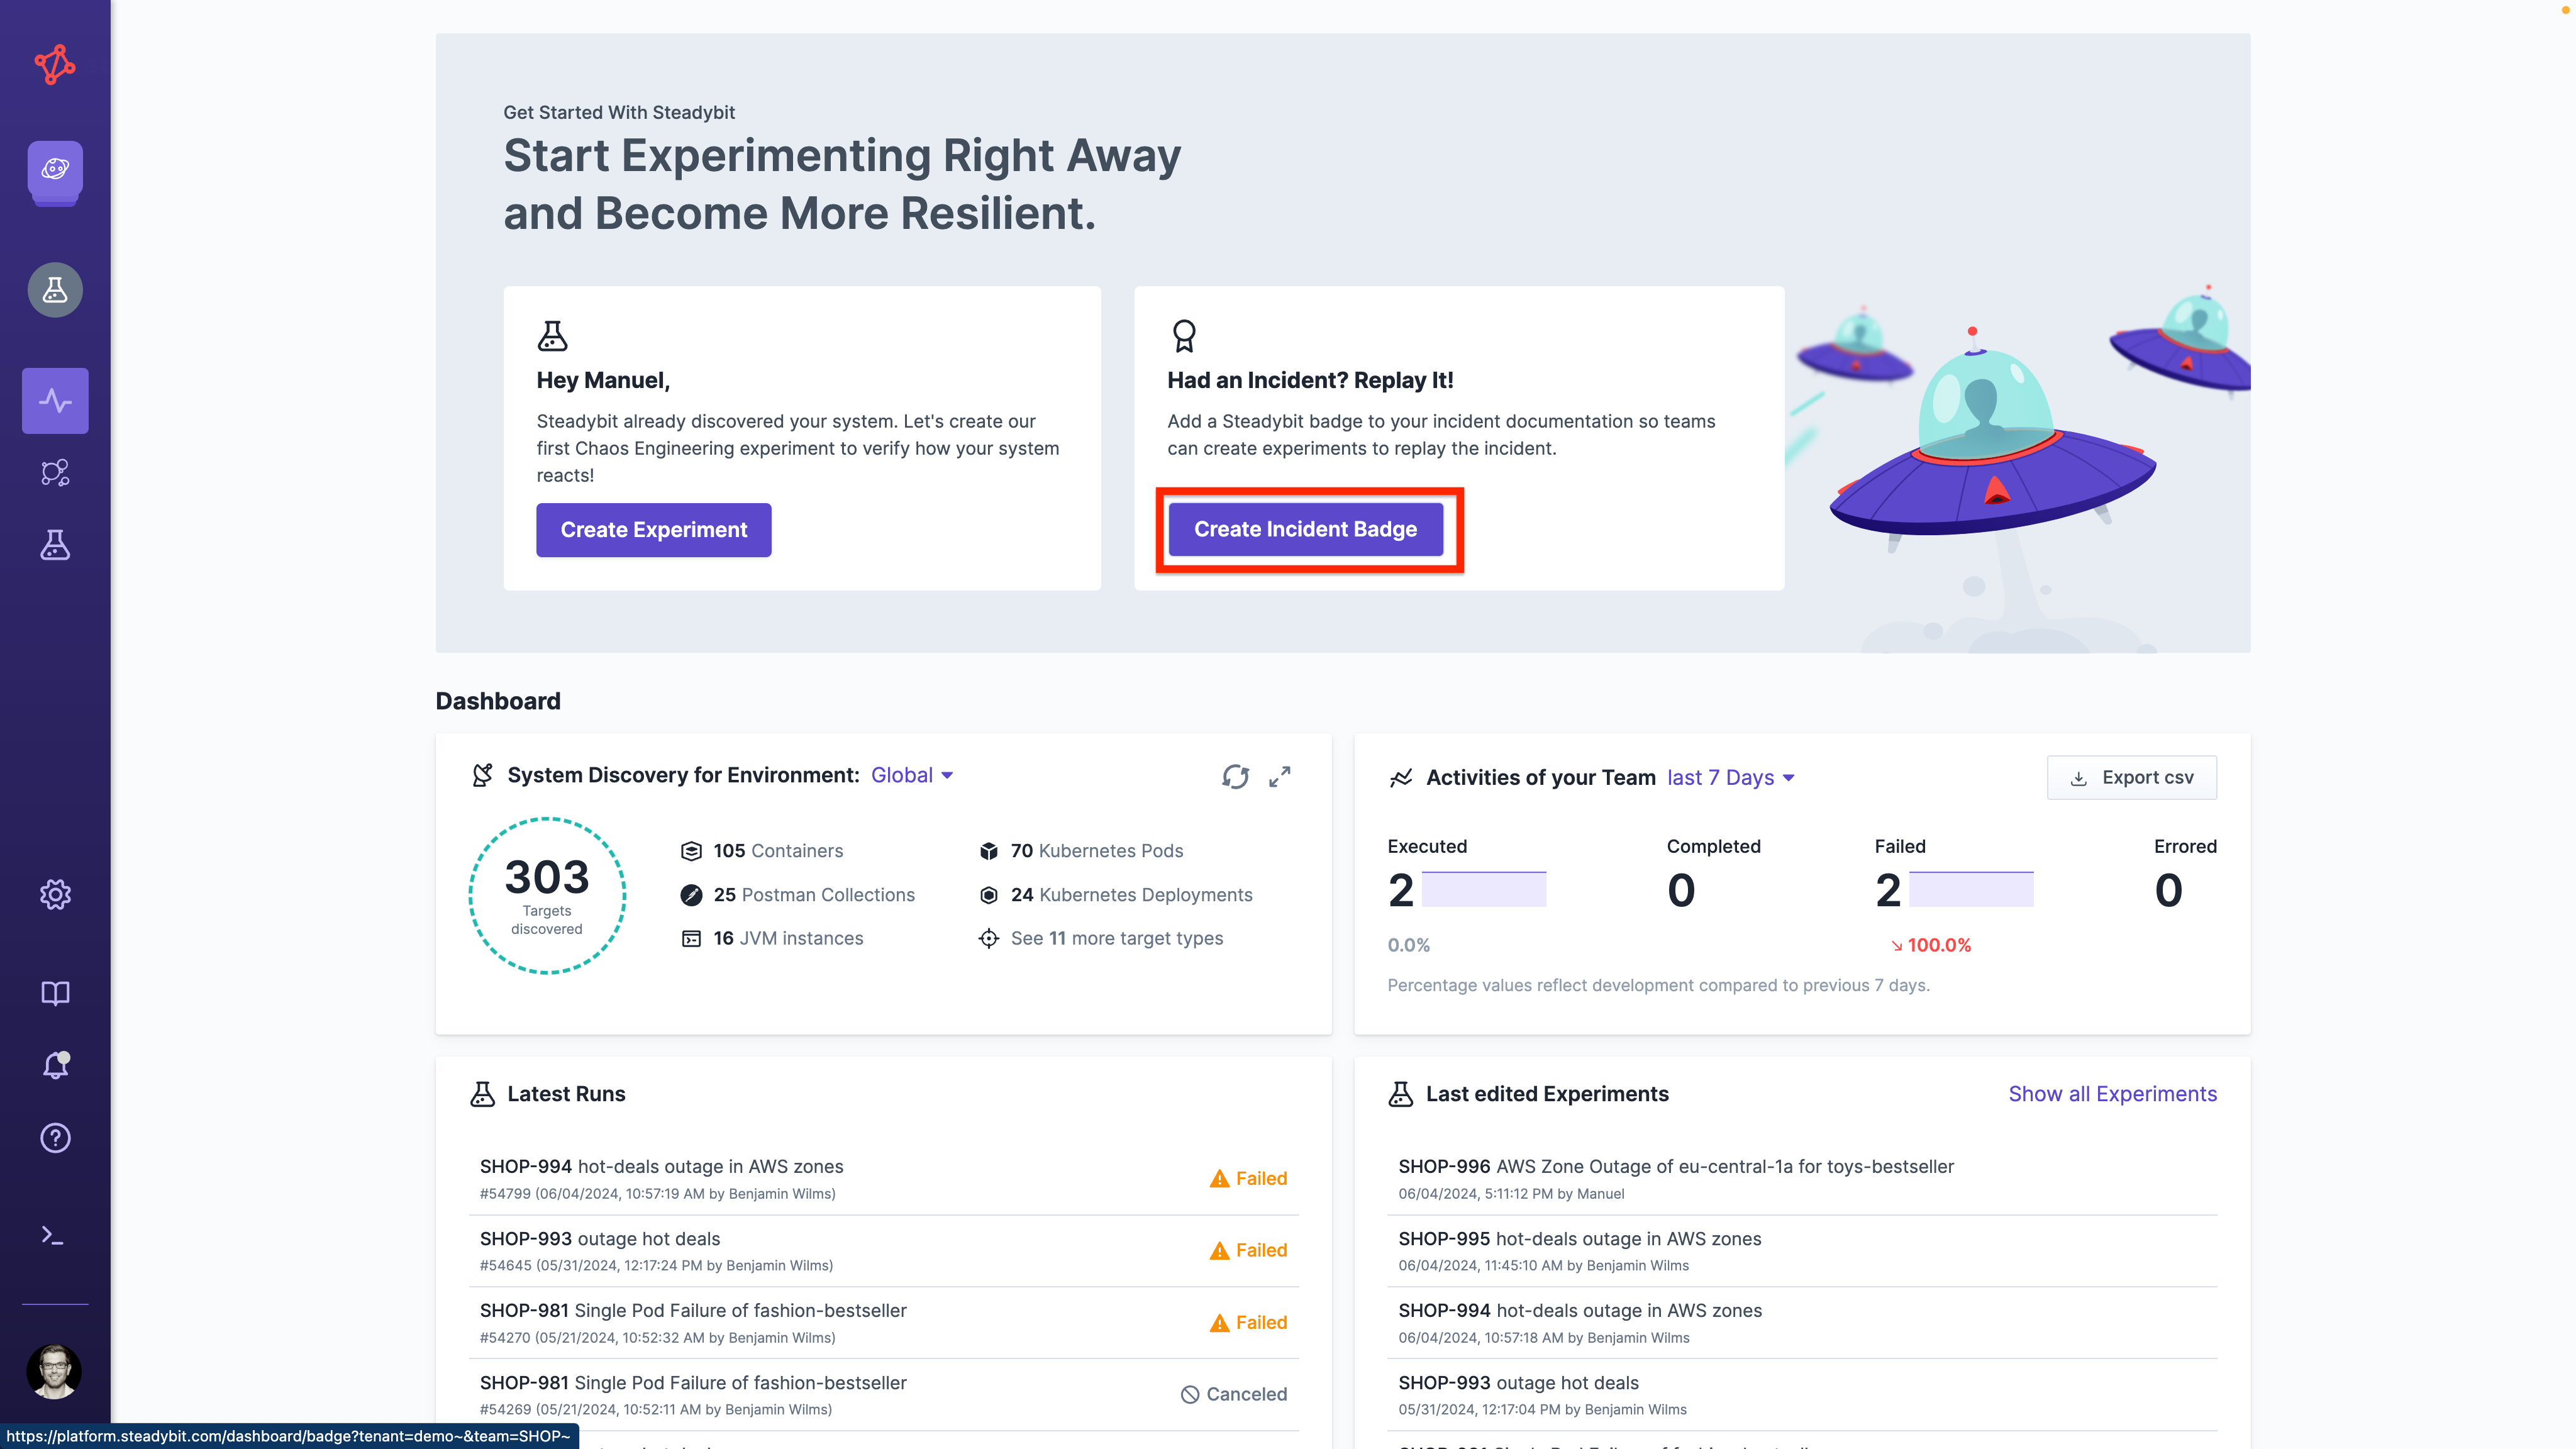 Get Started With Steadybit
Start Experimenting Right Away
and Become More Resilient.
Hey Manuel,
Steadybit already discovered your system. Let's create our
first Chaos Engineering experiment to verify how your system
reacts!
Create Experiment
Had an Incident? Replay It!
Add a Steadybit badge to your incident documentation so teams
can create experiments to replay the incident.
Create Incident Badge
Dashboard
System Discovery for Environment: Global
303
Targets
discovered
105 Containers
70 Kubernetes Pods
25 Postman Collections
24 Kubernetes Deployments
16 JVM instances
See 11 more target types
Activities of your Team last 7 Days
Export csv
Executed
Completed
Failed
Errored
2
0
2
0
0.0%
100.0%
Percentage values reflect development compared to previous 7 days.
Latest Runs
SHOP-994 hot-deals outage in AWS zones
#54799 (06/04/2024, 10:57:19 AM by Benjamin Wilms)
Failed
SHOP-993 outage hot deals
#54645 (05/31/2024, 12:17:24 PM by Benjamin Wilms)
Failed
SHOP-981 Single Pod Failure of fashion-bestseller
#54270 (05/21/2024, 10:52:32 AM by Benjamin Wilms)
Failed
SHOP-981 Single Pod Failure of fashion-bestseller
#54269 (05/21/2024, 10:52:11 AM by Benjamin Wilms)
Canceled
Last edited Experiments
Show all Experiments
SHOP-996 AWS Zone Outage of eu-central-1a for toys-bestseller
06/04/2024, 5:11:12 PM by Manuel
SHOP-995 hot-deals outage in AWS zones
06/04/2024, 11:45:10 AM by Benjamin Wilms
SHOP-994 hot-deals outage in AWS zones
06/04/2024, 10:57:18 AM by Benjamin Wilms
SHOP-993 outage hot deals
05/31/2024, 12:17:04 PM by Benjamin Wilms
https://platform.steadybit.com/dashboard/badge?tenant=demo~&team=SHOP~